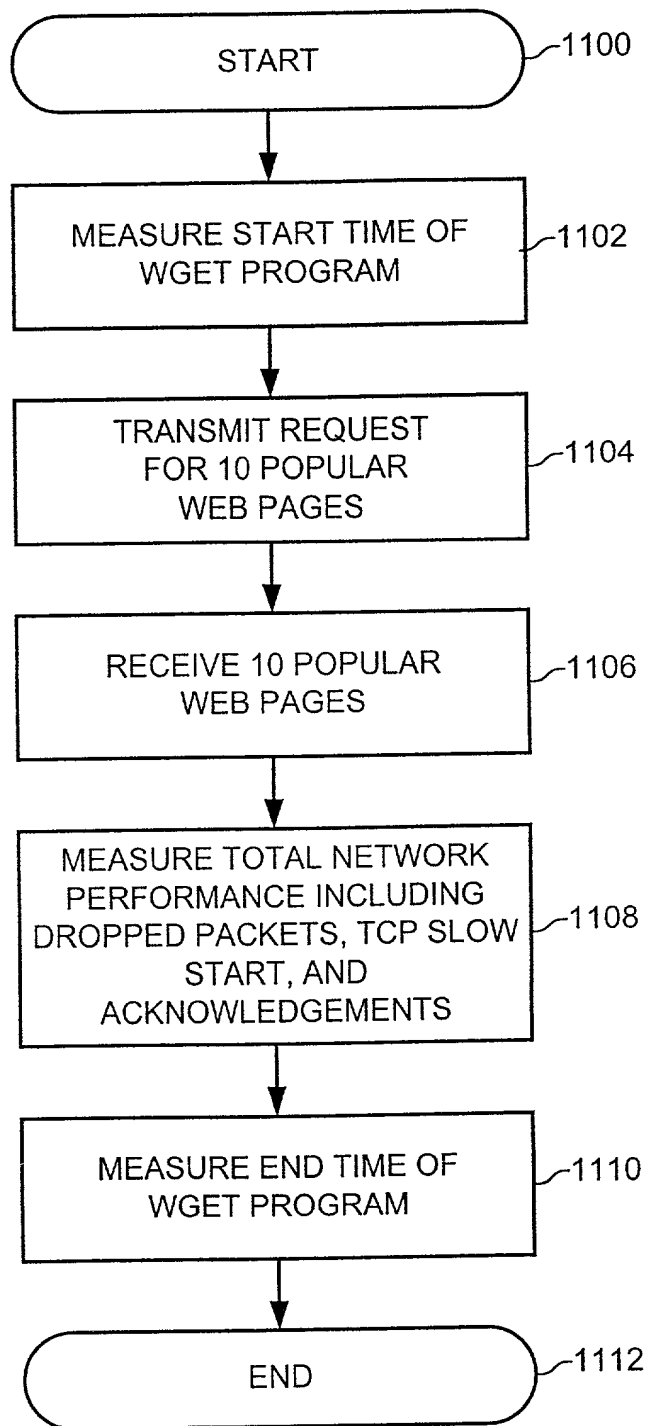 START
1100
MEASURE START TIME OF
WGET PROGRAM
1102
TRANSMIT REQUEST
FOR 10 POPULAR
WEB PAGES
1104
RECEIVE 10 POPULAR
WEB PAGES
1106
MEASURE TOTAL NETWORK
PERFORMANCE INCLUDING
DROPPED PACKETS, TCP SLOW
START, AND
ACKNOWLEDGEMENTS
1108
MEASURE END TIME OF
WGET PROGRAM
1110
END
1112